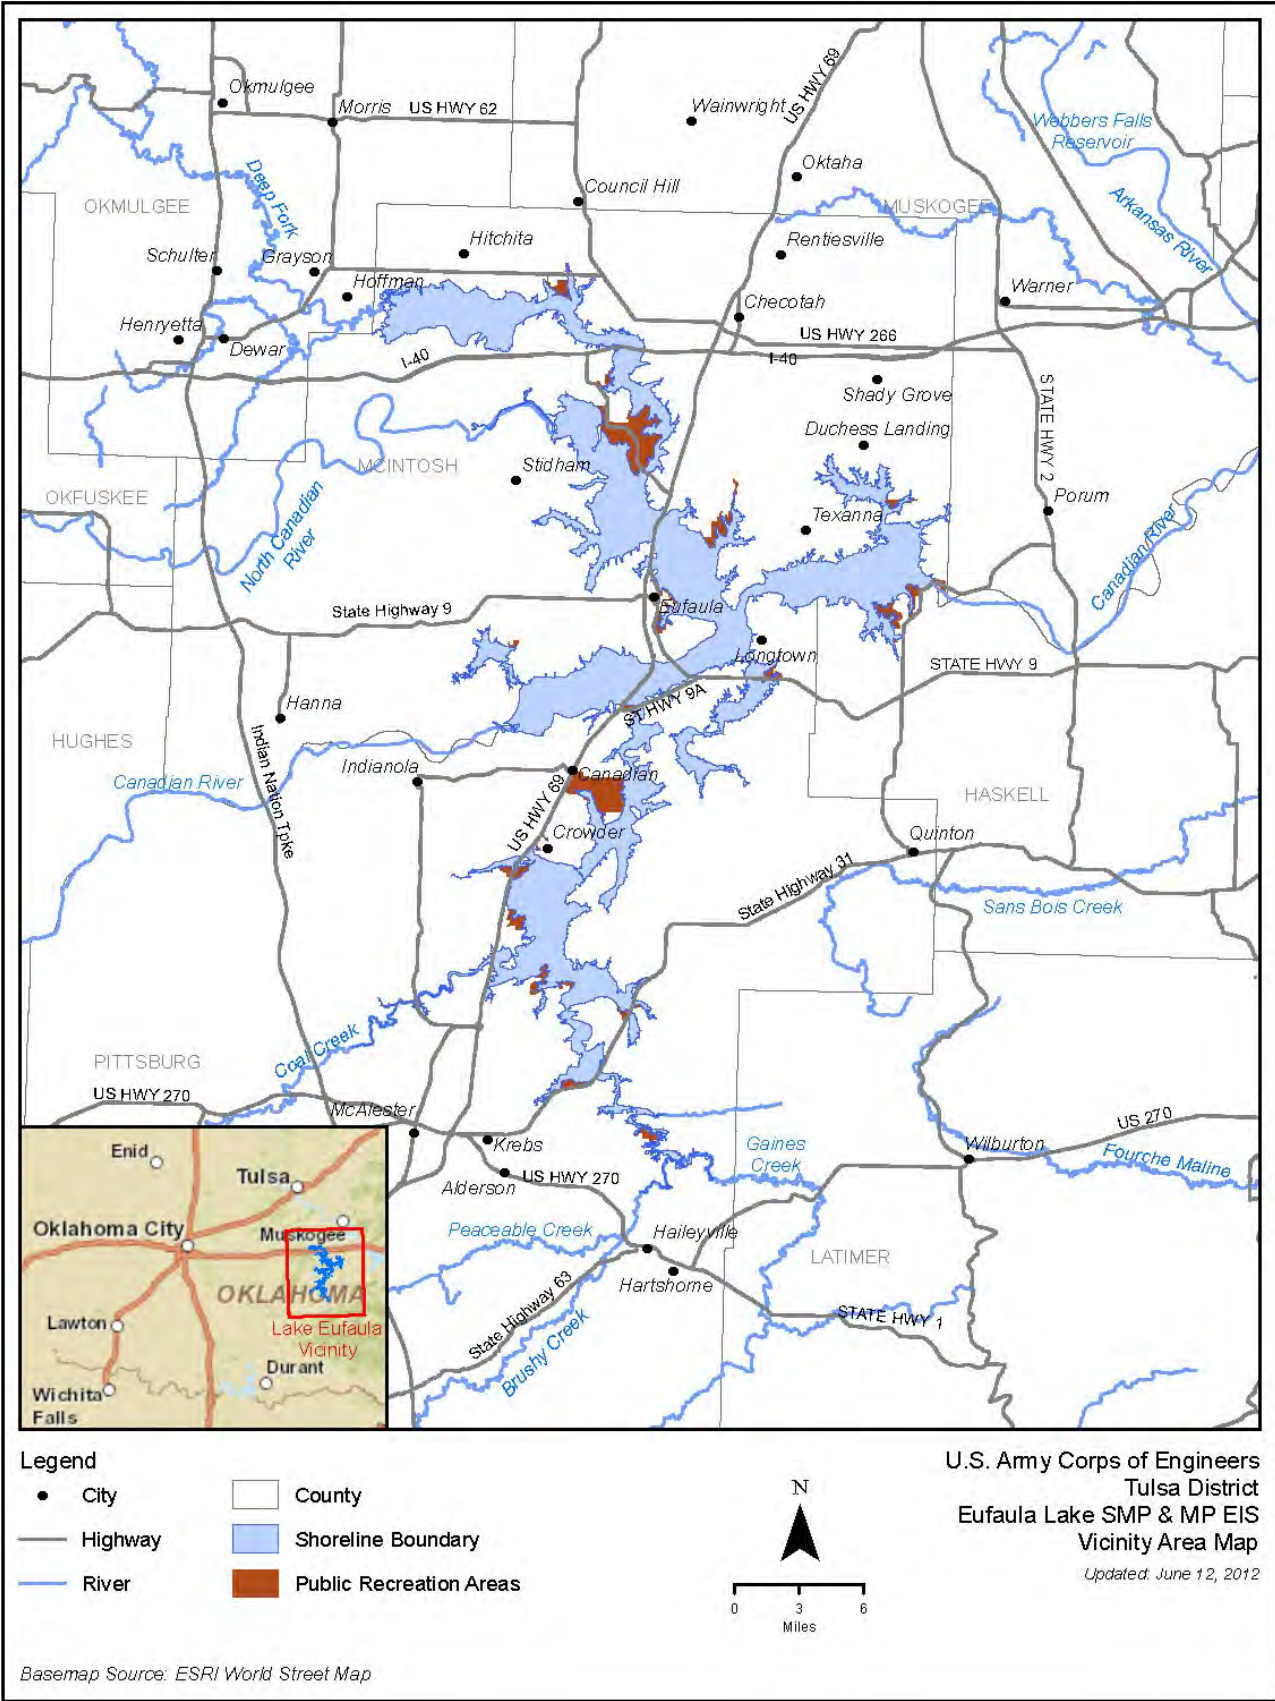 Okmulgee
Morris
US HWY 62
Wainwright
US HWY 69
Webbers Falls
Reservoir
Oktaha
Deep Fork
Council Hill
OKMULGEE
MUSKOGEE
Arkansas River
Hitchita
Rentiesville
Schulter
Grayson
Hoffman
Warner
Checotah
Henryetta
Dewar
US HWY 266
I-40
I-40
Shady Grove
STATE HWY 2
Duchess Landing
MCINTOSH
Stidham
OKFUSKEE
Porum
Texanna
North Canadian
River
Canadian River
State Highway 9
Eufaula
Longtown
STATE HWY 9
Hanna
ST HWY 9A
HUGHES
Indian Nation Tpke
Indianola
Canadian
Canadian River
HASKELL
US HWY 69
Crowder
Quinton
State Highway 31
Sans Bois Creek
Coal Creek
PITTSBURG
US HWY 270
McAlester
US 270
Krebs
Gaines
Creek
Wilburton
Fourche Maline
Alderson
US HWY 270
Peaceable Creek
Haileyville
LATIMER
Hartshorne
State Highway 63
STATE HWY 1
Brushy Creek
Enid
Tulsa
Oklahoma City
Muskogee
OKLAHOMA
Lawton
Lake Eufaula
Vicinity
Durant
Wichita
Falls
Legend
City
County
Highway
Shoreline Boundary
River
Public Recreation Areas
N
0 3 6
Miles
U.S. Army Corps of Engineers
Tulsa District
Eufaula Lake SMP & MP EIS
Vicinity Area Map
Updated: June 12, 2012
Basemap Source: ESRI World Street Map